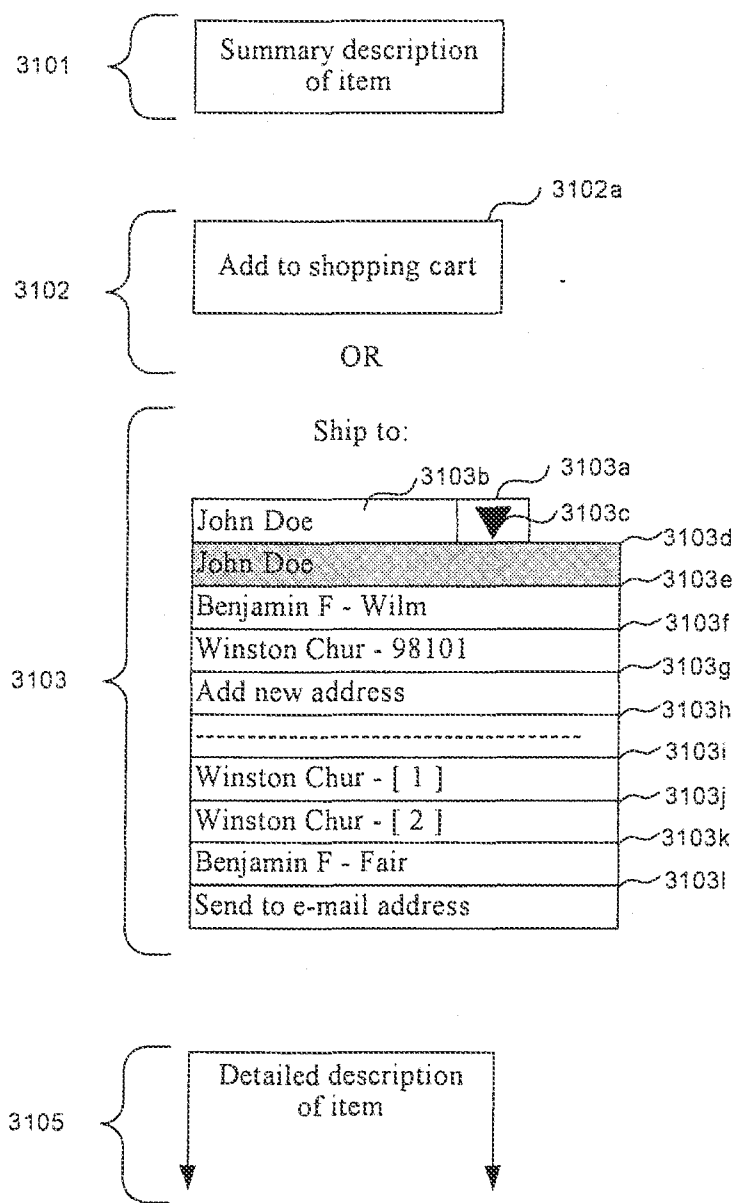 3101
Summary description
of item
3102a
3102
Add to shopping cart
OR
3103
Ship to:
3103b
3103a
John Doe
3103c
3103d
John Doe
3103e
Benjamin F - Wilm
3103f
Winston Chur - 98101
3103g
Add new address
3103h
------------------------------------
3103i
Winston Chur - [ 1 ]
3103j
Winston Chur - [ 2 ]
3103k
Benjamin F - Fair
3103l
Send to e-mail address
3105
Detailed description
of item